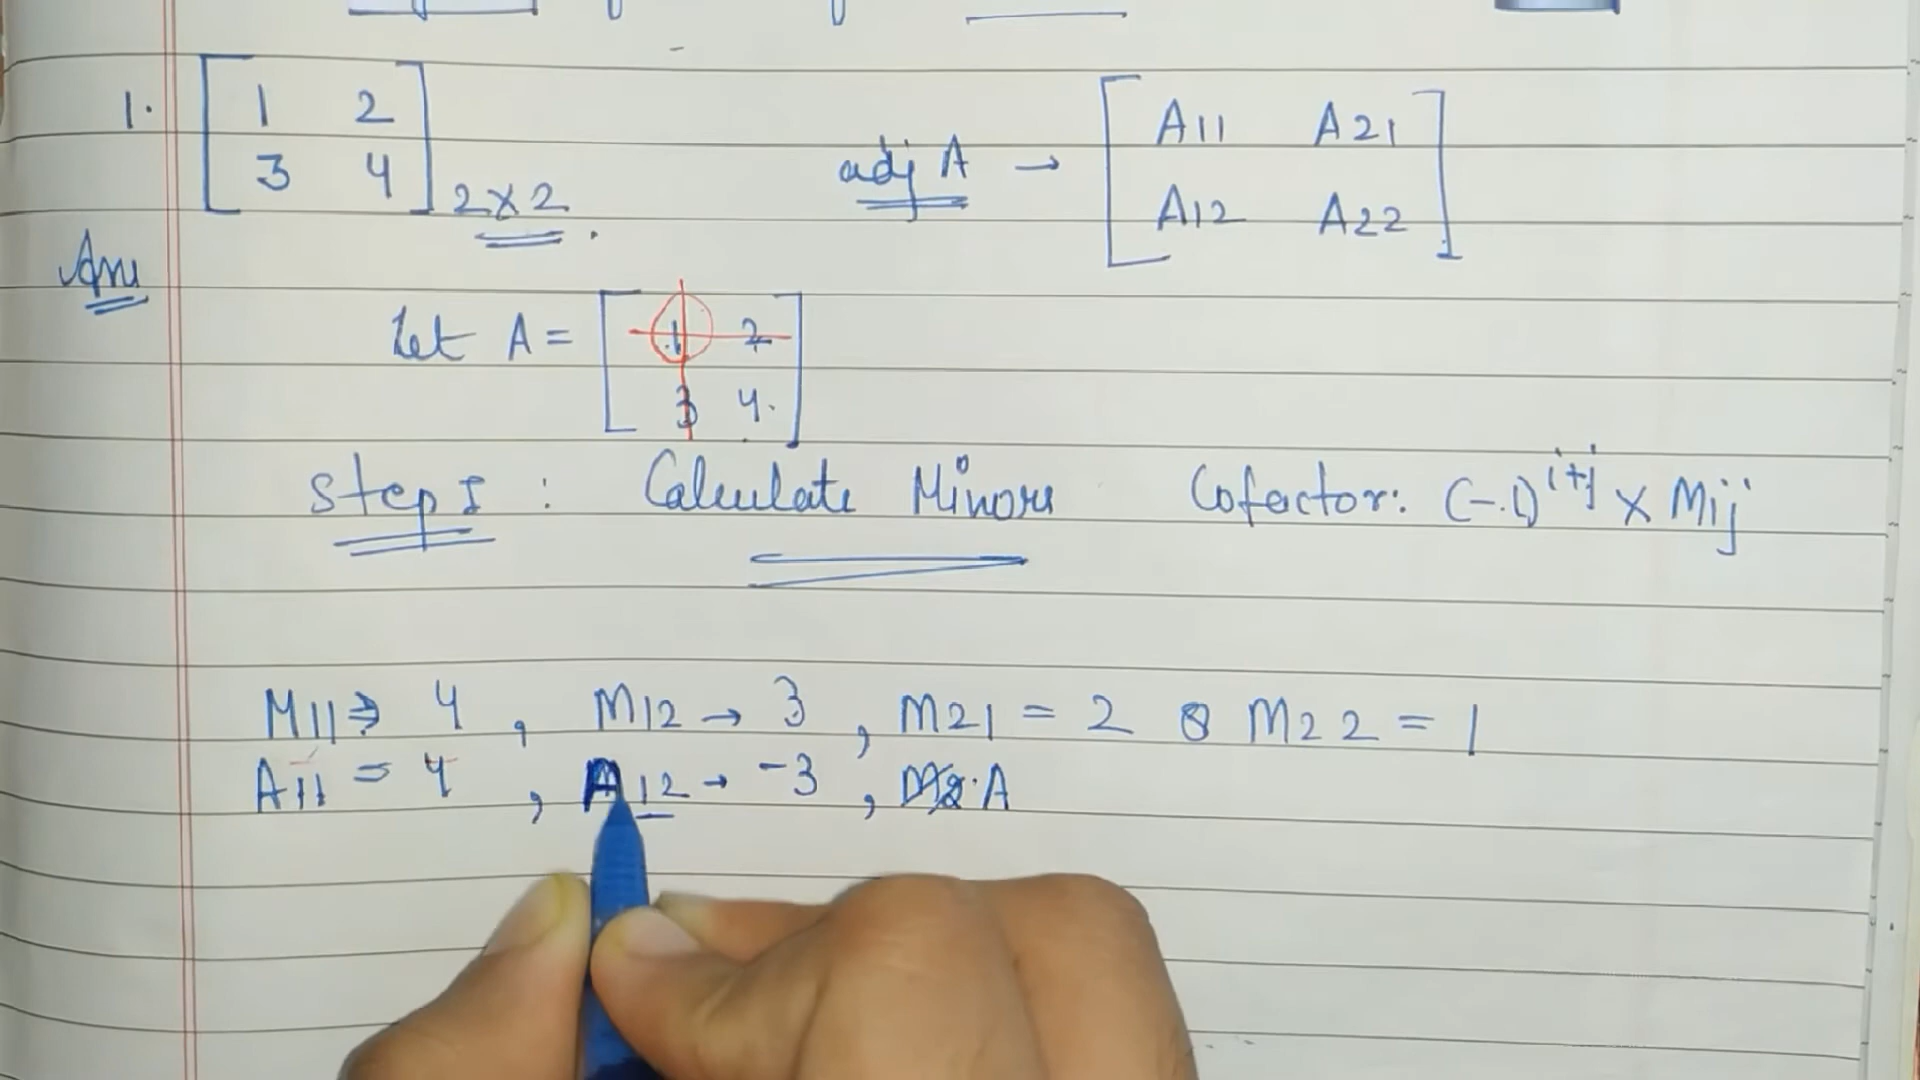 1. [ 1 2
3 4 ] 2×2 .
adj A → [ A11 A21
A12 A22 ]
Ans
Let A = [ 1 2
3 4. ]
Step I : Calculate Minors Cofactor: (-1)^i+j × Mij
M11 ⇒ 4 , M12 → 3 , M21 = 2 M22 = 1
A11 = 4 , A12 → -3 , A